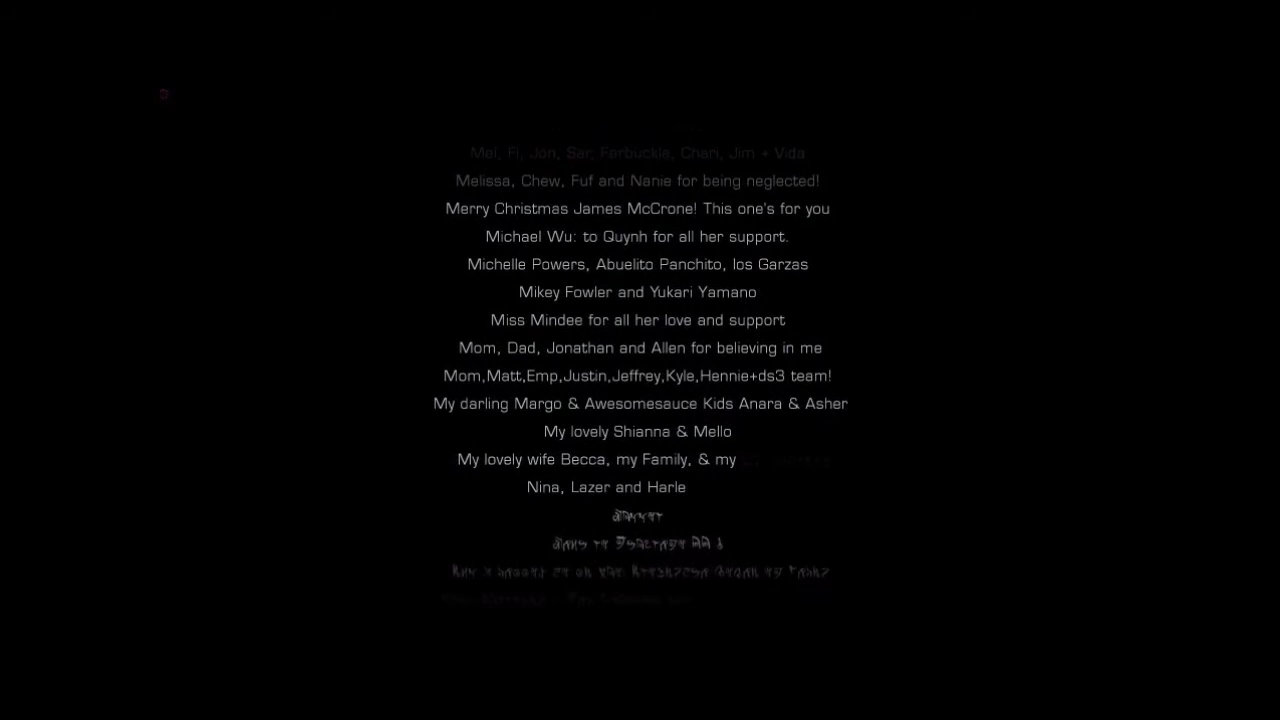 Mel, Fi, Jon, Sar, Farbuckle, Chari, Jim + Vida
Melissa, Chew, Fuf and Nanie for being neglected!
Merry Christmas James McCrone! This one's for you
Michael Wu: to Quynh for all her support.
Michelle Powers, Abuelito Panchito, los Garzas
Mikey Fowler and Yukari Yamano
Miss Mindee for all her love and support
Mom, Dad, Jonathan and Allen for believing in me
Mom,Matt,Emp,Justin,Jeffrey,Kyle,Hennie+ds3 team!
My darling Margo & Awesomesauce Kids Anara & Asher
My lovely Shianna & Mello
My lovely wife Becca, my Family, & my
Nina, Lazer and Harle